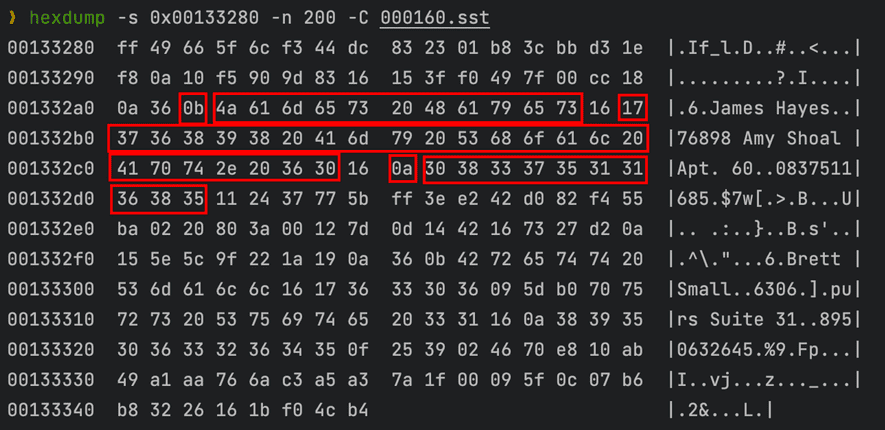 ❯ hexdump -s 0x00133280 -n 200 -C 000160.sst
00133280 ff 49 66 5f 6c f3 44 dc 83 23 01 b8 3c bb d3 1e |.If_l.D..#..<...|
00133290 f8 0a 10 f5 90 9d 83 16 15 3f f0 49 7f 00 cc 18 |.........?.I....|
001332a0 0a 36 0b 4a 61 6d 65 73 20 48 61 79 65 73 16 17 |.6.James Hayes..|
001332b0 37 36 38 39 38 20 41 6d 79 20 53 68 6f 61 6c 20 |76898 Amy Shoal |
001332c0 41 70 74 2e 20 36 30 16 0a 30 38 33 37 35 31 31 |Apt. 60..0837511|
001332d0 36 38 35 11 24 37 77 5b ff 3e e2 42 d0 82 f4 55 |685.$7w[.>.B...U|
001332e0 ba 02 20 80 3a 00 12 7d 0d 14 42 16 73 27 d2 0a |.. .:..}..B.s'..|
001332f0 15 5e 5c 9f 22 1a 19 0a 36 0b 42 72 65 74 74 20 |.^\."...6.Brett |
00133300 53 6d 61 6c 6c 16 17 36 33 30 36 09 5d b0 70 75 |Small..6306.].pu|
00133310 72 73 20 53 75 69 74 65 20 33 31 16 0a 38 39 35 |rs Suite 31..895|
00133320 30 36 33 32 36 34 35 0f 25 39 02 46 70 e8 10 ab |0632645.%9.Fp...|
00133330 49 a1 aa 76 6a c3 a5 a3 7a 1f 00 09 5f 0c 07 b6 |I..vj...z..._...|
00133340 b8 32 26 16 1b f0 4c b4 |.2&...L.|